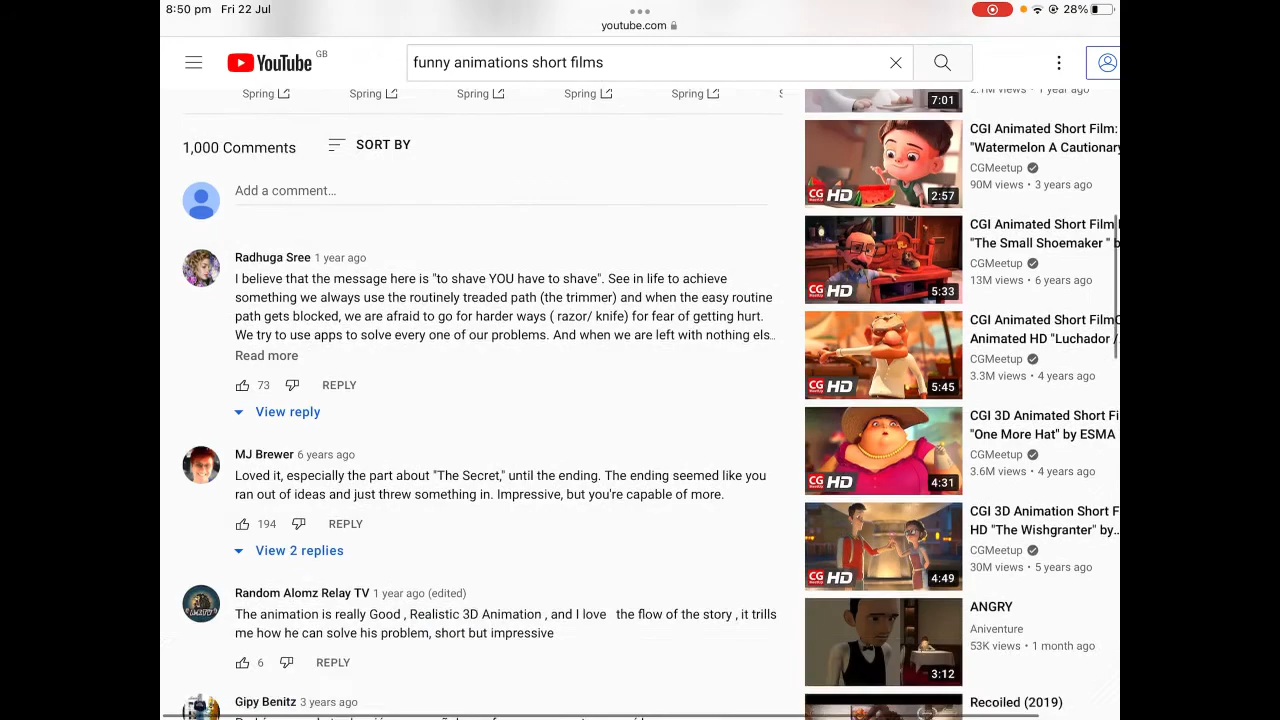 8:50 pm Fri 22 Jul
28%
youtube.com
YouTube GB
funny animations short films
Spring Spring Spring Spring Spring S
1,000 Comments SORT BY
Add a comment...
Radhuga Sree 1 year ago
I believe that the message here is "to shave YOU have to shave". See in life to achieve
something we always use the routinely treaded path (the trimmer) and when the easy routine
path gets blocked, we are afraid to go for harder ways ( razor/ knife) for fear of getting hurt.
We try to use apps to solve every one of our problems. And when we are left with nothing els…
Read more
73 REPLY
View reply
MJ Brewer 6 years ago
Loved it, especially the part about "The Secret," until the ending. The ending seemed like you
ran out of ideas and just threw something in. Impressive, but you're capable of more.
194 REPLY
View 2 replies
Random Alomz Relay TV 1 year ago (edited)
The animation is really Good , Realistic 3D Animation , and I love the flow of the story , it trills
me how he can solve his problem, short but impressive
6 REPLY
Gipy Benitz 3 years ago
7:01
2.1M views • 1 year ago
CGI Animated Short Film:
"Watermelon A Cautionary
CGMeetup
90M views • 3 years ago
CG HD 2:57
CGI Animated Short Film
"The Small Shoemaker " b
CGMeetup
13M views • 6 years ago
CG HD 5:33
CGI Animated Short Film
Animated HD "Luchador /
CGMeetup
3.3M views • 4 years ago
CG HD 5:45
CGI 3D Animated Short Fi
"One More Hat" by ESMA
CGMeetup
3.6M views • 4 years ago
CG HD 4:31
CGI 3D Animation Short F
HD "The Wishgranter" by...
CGMeetup
30M views • 5 years ago
CG HD 4:49
ANGRY
Aniventure
53K views • 1 month ago
3:12
Recoiled (2019)